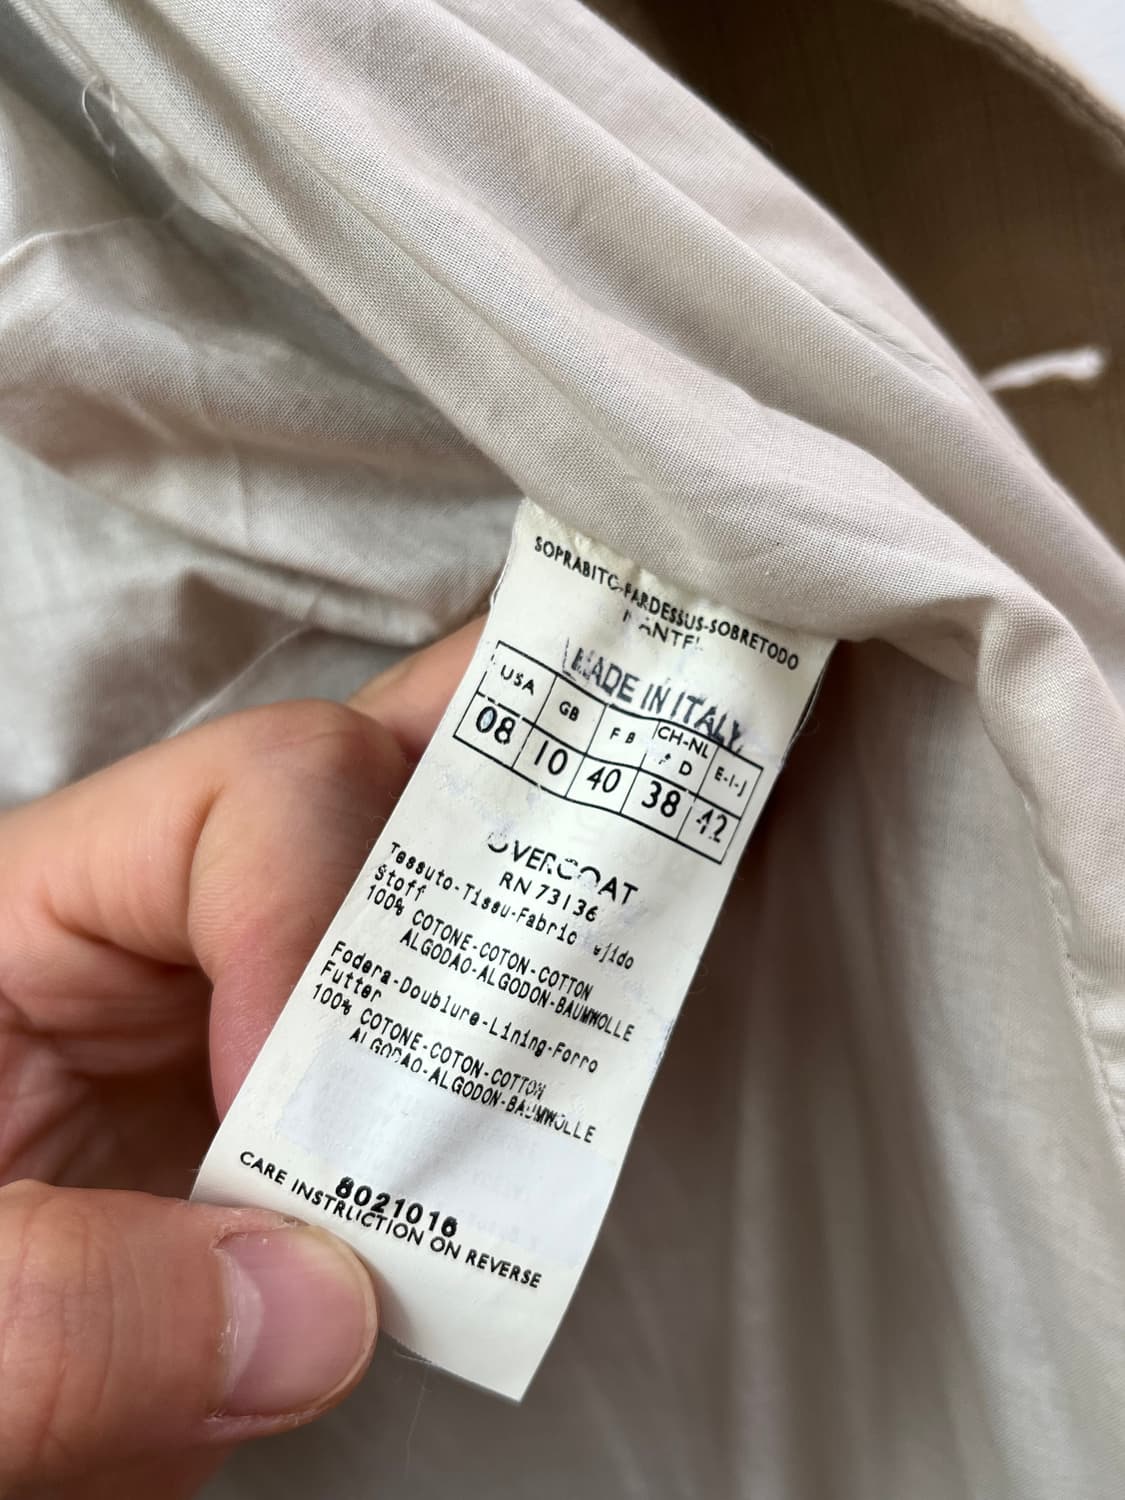 SOPRABITO-PARDESSUS-SOBRETODO
MANTEL
MADE IN ITALY
USA GB F B CH-NL D E-I-J
08 10 40 38 42
OVERCOAT
RN 73136
Tessuto-Tissu-Fabric ejido
Stoff
100% COTONE-COTON-COTTON
ALGODAO-ALGODON-BAUMWOLLE
Fodera-Doublure-Lining-Forro
Futter
100% COTONE-COTON-COTTON
ALGODAO-ALGODON-BAUMWOLLE
8021016
CARE INSTRUCTION ON REVERSE